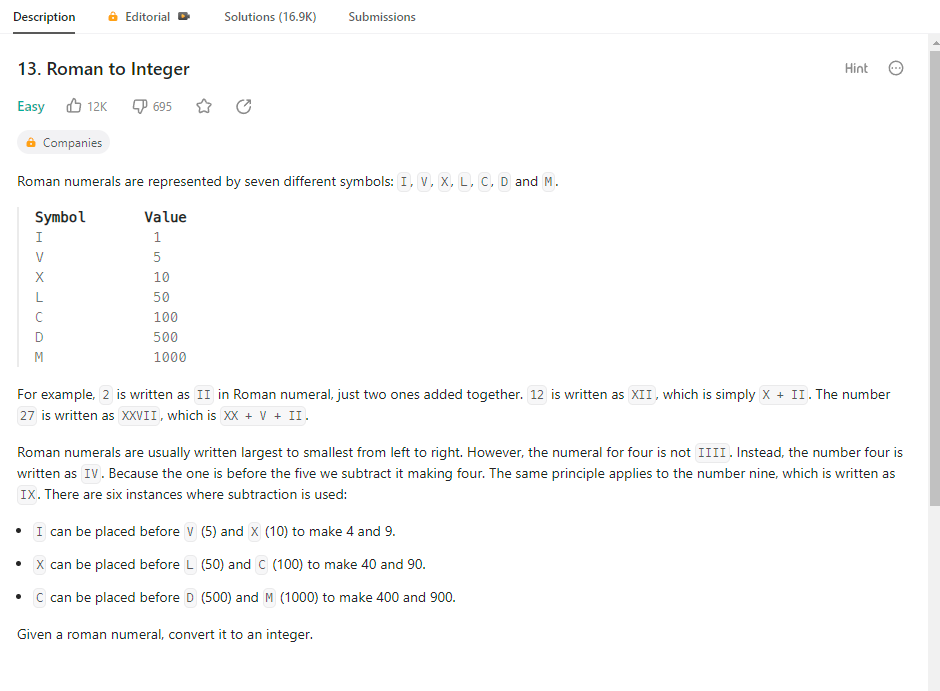 Description Editorial Solutions (16.9K) Submissions
13. Roman to Integer Hint
Easy 12K 695
Companies
Roman numerals are represented by seven different symbols: I, V, X, L, C, D and M.
Symbol Value
I 1
V 5
X 10
L 50
C 100
D 500
M 1000
For example, 2 is written as II in Roman numeral, just two ones added together. 12 is written as XII, which is simply X + II. The number
27 is written as XXVII, which is XX + V + II.
Roman numerals are usually written largest to smallest from left to right. However, the numeral for four is not IIII. Instead, the number four is
written as IV. Because the one is before the five we subtract it making four. The same principle applies to the number nine, which is written as
IX. There are six instances where subtraction is used:
• I can be placed before V (5) and X (10) to make 4 and 9.
• X can be placed before L (50) and C (100) to make 40 and 90.
• C can be placed before D (500) and M (1000) to make 400 and 900.
Given a roman numeral, convert it to an integer.